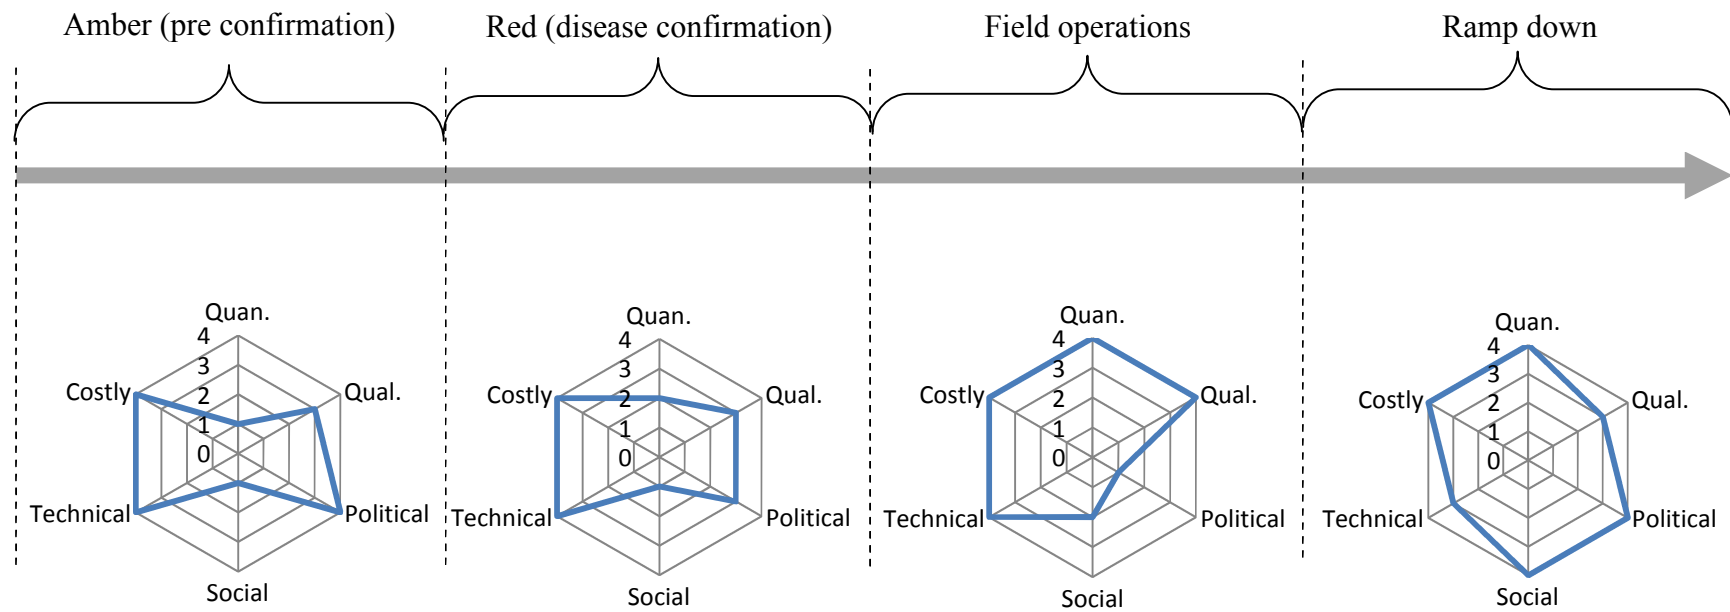 Amber (pre confirmation)
Red (disease confirmation)
Field operations
Ramp down
Quan.
4
3
2
1
0
Costly
Qual.
Technical
Political
Social
Quan.
4
3
2
1
0
Costly
Qual.
Technical
Political
Social
Quan.
4
3
2
1
0
Costly
Qual.
Technical
Political
Social
Quan.
4
3
2
1
0
Costly
Qual.
Technical
Political
Social